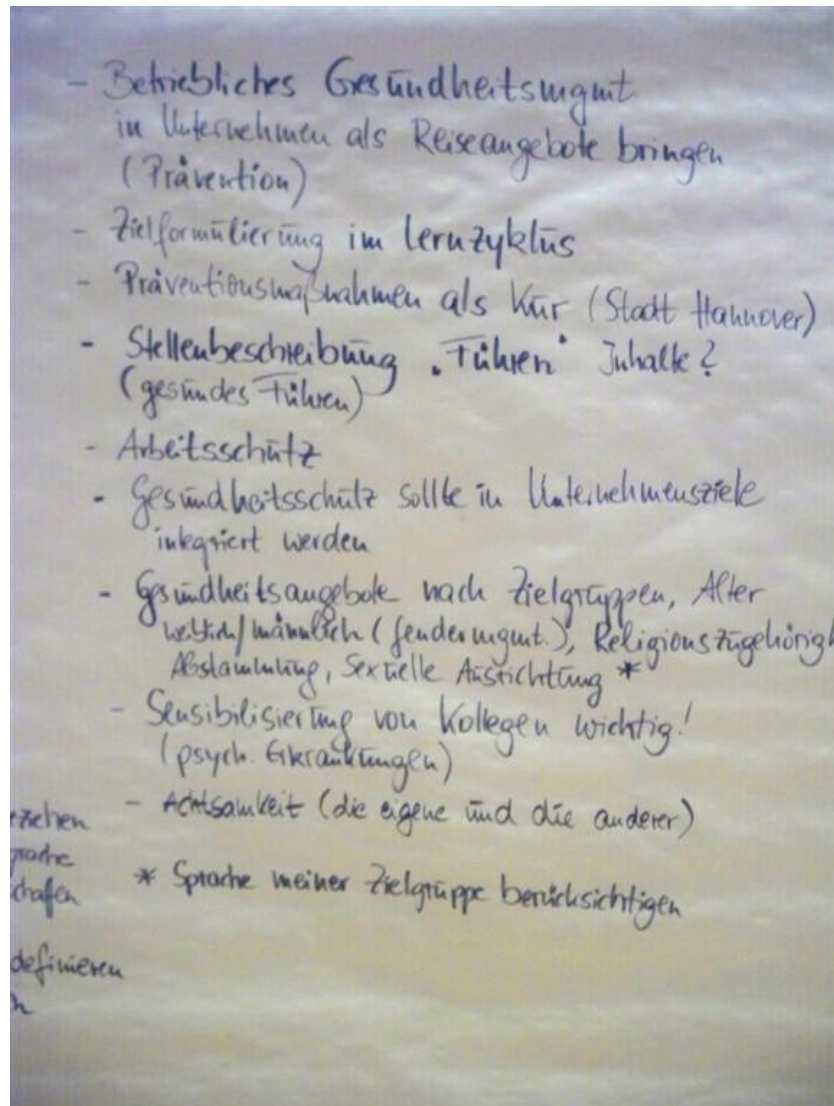 - Betriebliches Gesundheitsmgmt
in Unternehmen als Reiseangebote bringen
(Prävention)
- Zielformulierung im Lernzyklus
- Präventionsmaßnahmen als Kur (Stadt Hannover)
- Stellenbeschreibung "Führen" Inhalte?
(gesundes Führen)
- Arbeitsschutz
- Gesundheitsschutz sollte in Unternehmensziele
integriert werden
- Gesundheitsangebote nach Zielgruppen, Alter
weiblich/männlich (Gendermgmt.), Religionszugehörigk
Abstammung, Sexuelle Ausrichtung *
- Sensibilisierung von Kollegen wichtig!
(psych. Erkrankungen)
- Achtsamkeit (die eigene und die anderer)
* Sprache meiner Zielgruppe berücksichtigen
definieren